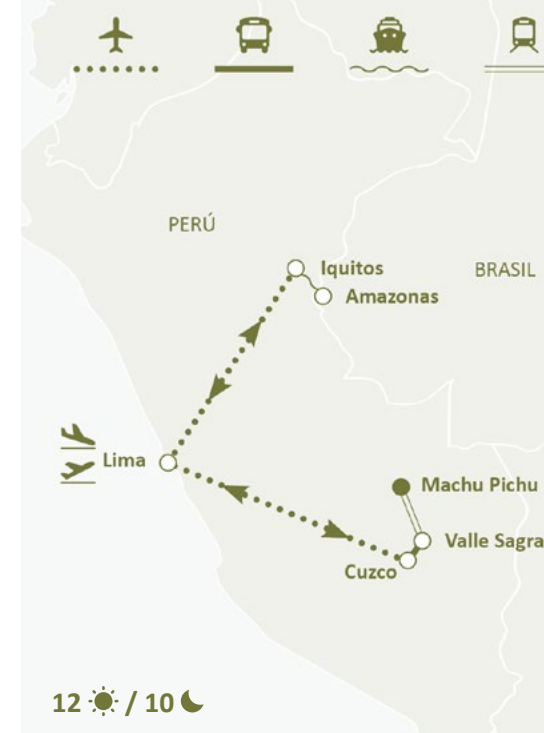 PERÚ
Iquitos
BRASIL
Amazonas
Lima
Machu Pichu
Valle Sagra
Cuzco
12 / 10